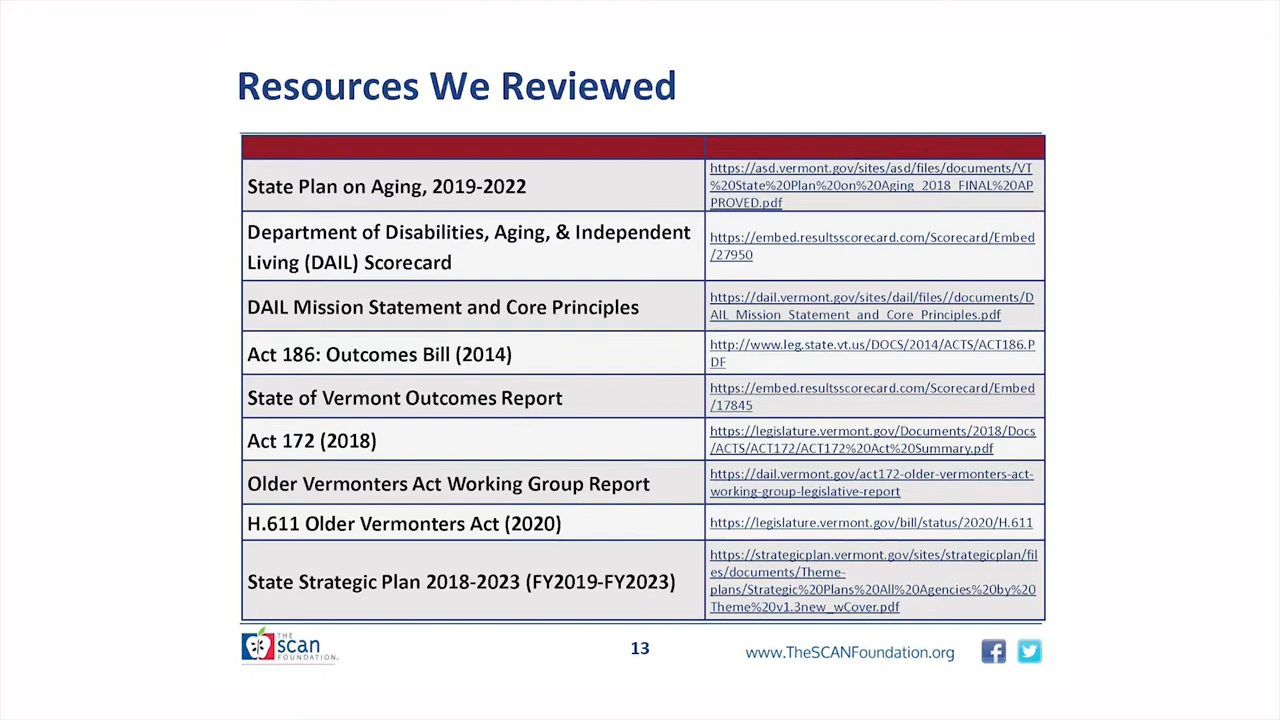 Resources We Reviewed
State Plan on Aging, 2019-2022
https://asd.vermont.gov/sites/asd/files/documents/VT
%20State%20Plan%20on%20Aging_2018_FINAL%20AP
PROVED.pdf
Department of Disabilities, Aging, & Independent
Living (DAIL) Scorecard
https://embed.resultsscorecard.com/Scorecard/Embed
/27950
DAIL Mission Statement and Core Principles
https://dail.vermont.gov/sites/dail/files//documents/D
AIL_Mission_Statement_and_Core_Principles.pdf
Act 186: Outcomes Bill (2014)
http://www.leg.state.vt.us/DOCS/2014/ACTS/ACT186.P
DF
State of Vermont Outcomes Report
https://embed.resultsscorecard.com/Scorecard/Embed
/17845
Act 172 (2018)
https://legislature.vermont.gov/Documents/2018/Docs
/ACTS/ACT172/ACT172%20Act%20Summary.pdf
Older Vermonters Act Working Group Report
https://dail.vermont.gov/act172-older-vermonters-act-
working-group-legislative-report
H.611 Older Vermonters Act (2020)
https://legislature.vermont.gov/bill/status/2020/H.611
State Strategic Plan 2018-2023 (FY2019-FY2023)
https://strategicplan.vermont.gov/sites/strategicplan/fil
es/documents/Theme-
plans/Strategic%20Plans%20All%20Agencies%20by%20
Theme%20v1.3new_wCover.pdf
THE
scan
FOUNDATION.
13
www.TheSCANFoundation.org